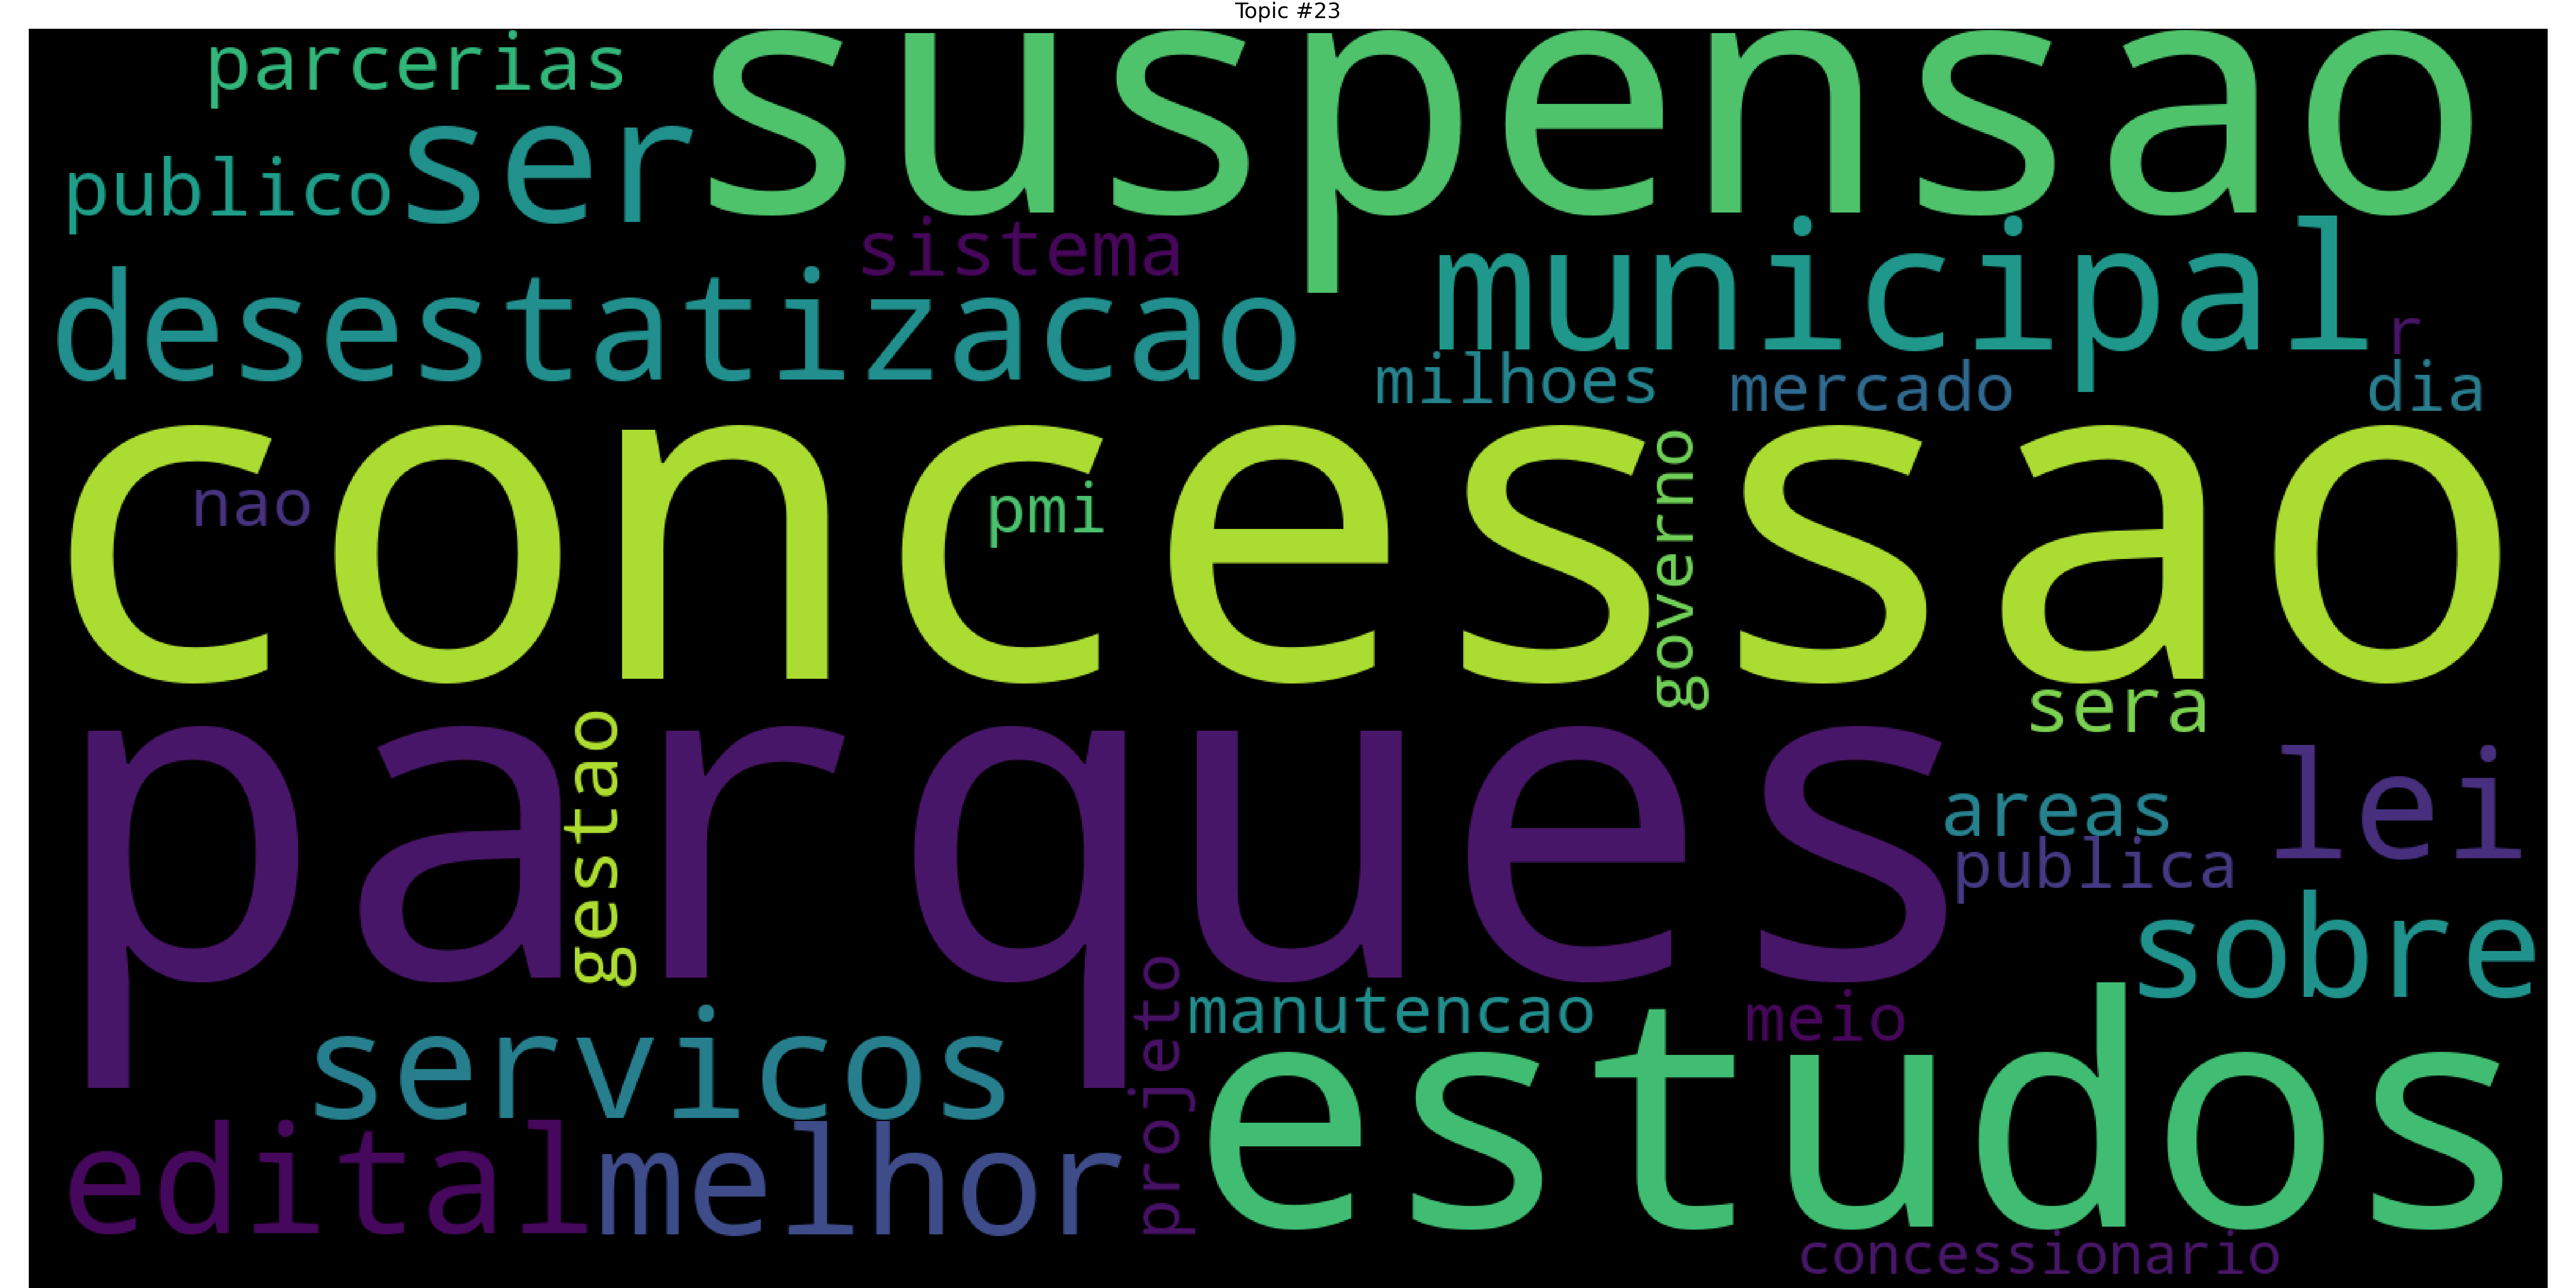 Topic #23
parcerias
suspensao
publico
ser
sistema
municipal
desestatizacao
r
milhoes
mercado
dia
concessao
nao
pmi
governo
sera
parques
gestao
areas
lei
publica
sobre
projeto
manutencao
meio
servicos
estudos
edital
melhor
concessionario